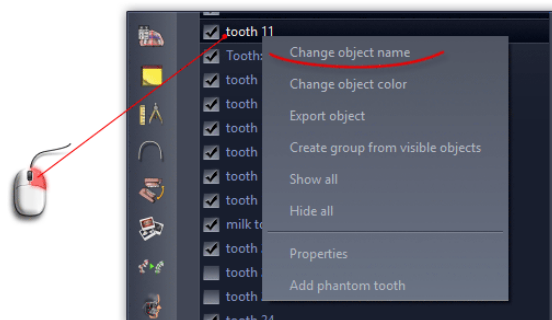 tooth 11
Tooth:
Change object name
tooth
Change object color
tooth
Export object
tooth
Create group from visible objects
tooth
Show all
tooth
Hide all
milk to
tooth
Properties
tooth
Add phantom tooth
tooth
tooth 24